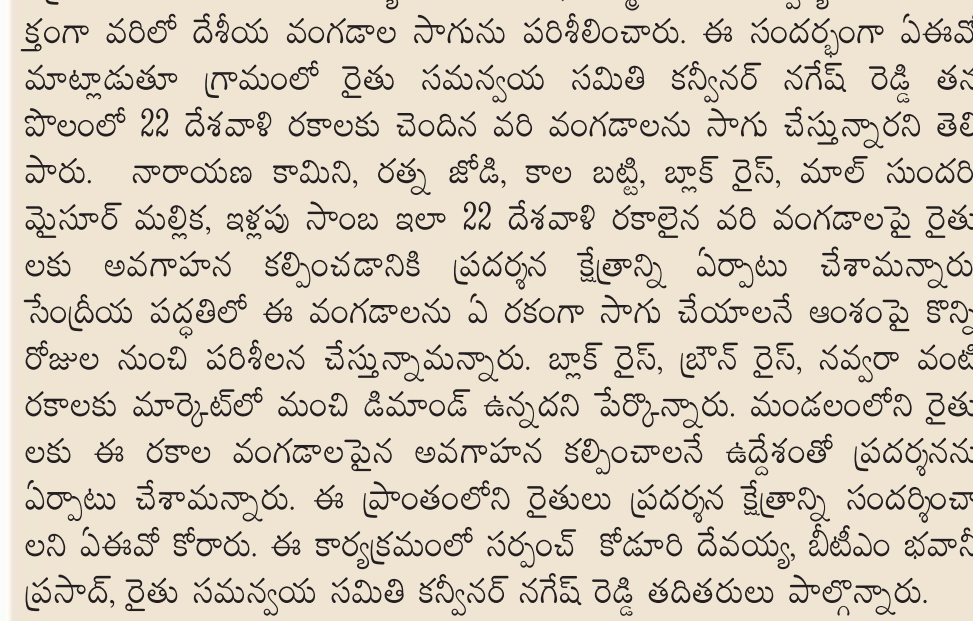 క్తంగా వరిలో దేశీయ వంగడాల సాగును పరిశీలించారు. ఈ సందర్భంగా ఏఈవో
మాట్లాడుతూ గ్రామంలో రైతు సమన్వయ సమితి కన్వీనర్ నగేష్ రెడ్డి తన
పొలంలో 22 దేశవాళి రకాలకు చెందిన వరి వంగడాలను సాగు చేస్తున్నారని తెలి
పారు. నారాయణ కామిని, రత్న జోడి, కాల బట్టి, బ్లాక్ రైస్, మాల్ సుందరి
మైసూర్ మల్లిక, ఇళ్లపు సాంబ ఇలా 22 దేశవాళి రకాలైన వరి వంగడాలపై రైతు
లకు అవగాహన కల్పించడానికి ప్రదర్శన క్షేత్రాన్ని ఏర్పాటు చేశామన్నారు
సేంద్రీయ పద్ధతిలో ఈ వంగడాలను ఏ రకంగా సాగు చేయాలనే ఆంశంపై కొన్ని
రోజుల నుంచి పరిశీలన చేస్తున్నామన్నారు. బ్లాక్ రైస్, బ్రౌన్ రైస్, నవ్వరా వంటి
రకాలకు మార్కెట్‌లో మంచి డిమాండ్ ఉన్నదని పేర్కొన్నారు. మండలంలోని రైతు
లకు ఈ రకాల వంగడాలపైన అవగాహన కల్పించాలనే ఉద్దేశంతో ప్రదర్శనను
ఏర్పాటు చేశామన్నారు. ఈ ప్రాంతంలోని రైతులు ప్రదర్శన క్షేత్రాన్ని సందర్శించా
లని ఏఈవో కోరారు. ఈ కార్యక్రమంలో సర్పంచ్ కోడూరి దేవయ్య, బీటీఎం భవానీ
ప్రసాద్, రైతు సమన్వయ సమితి కన్వీనర్ నగేష్ రెడ్డి తదితరులు పాల్గొన్నారు.